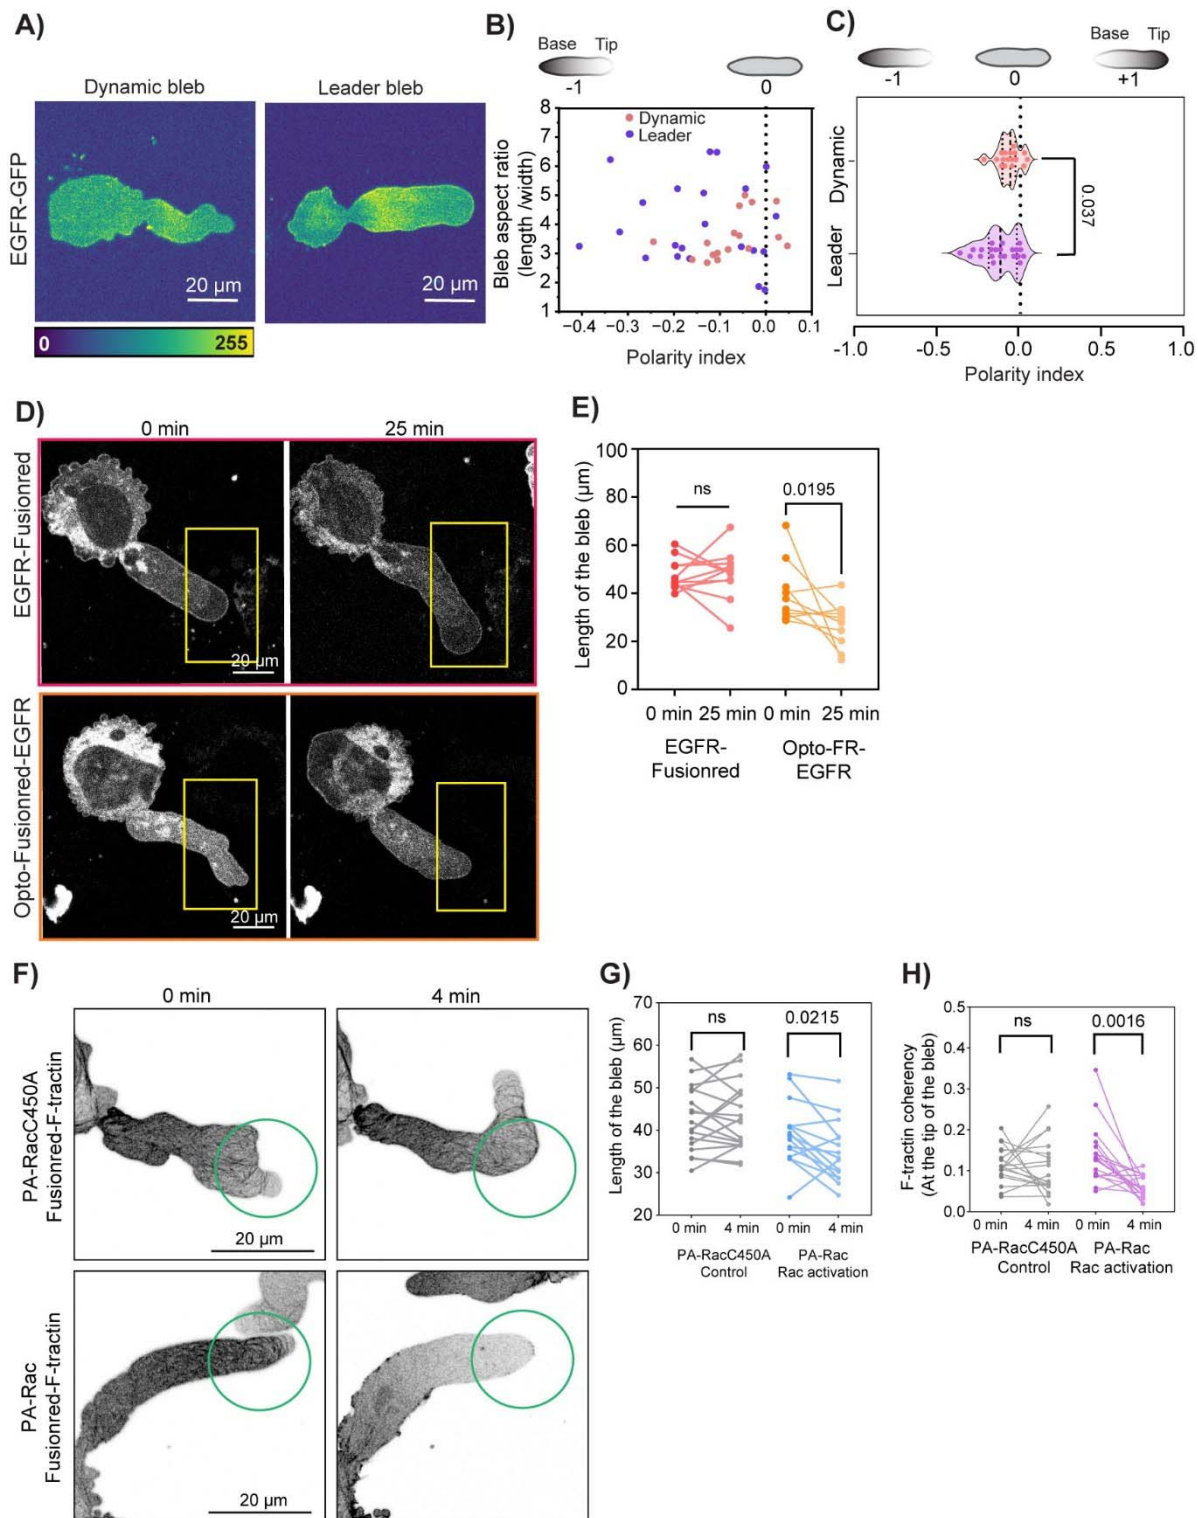 A)
Dynamic bleb
Leader bleb
EGFR-GFP
20 µm
20 µm
0
255
B)
Base Tip
-1
0
Bleb aspect ratio
(length /width)
8
7
6
5
4
3
2
1
Dynamic
Leader
−0.4 −0.3 −0.2 −0.1 0.0 0.1
Polarity index
C)
Base Tip
-1
0
+1
Dynamic
Leader
0.037
-1.0 -0.5 0.0 0.5 1.0
Polarity index
D)
0 min
25 min
EGFR-Fusionred
20 µm
Opto-Fusionred-EGFR
20 µm
E)
Length of the bleb (µm)
100
80
60
40
20
0
ns
0.0195
0 min 25 min 0 min 25 min
EGFR-
Fusionred
Opto-FR-
EGFR
F)
0 min
4 min
PA-RacC450A
Fusionred-F-tractin
20 µm
PA-Rac
Fusionred-F-tractin
20 µm
G)
Length of the bleb (µm)
70
60
50
40
30
20
ns
0.0215
0 min 4 min 0 min 4 min
PA-RacC450A
Control
PA-Rac
Rac activation
H)
F-tractin coherency
(At the tip of the bleb)
0.5
0.4
0.3
0.2
0.1
0.0
ns
0.0016
0 min 4 min 0 min 4 min
PA-RacC450A
Control
PA-Rac
Rac activation